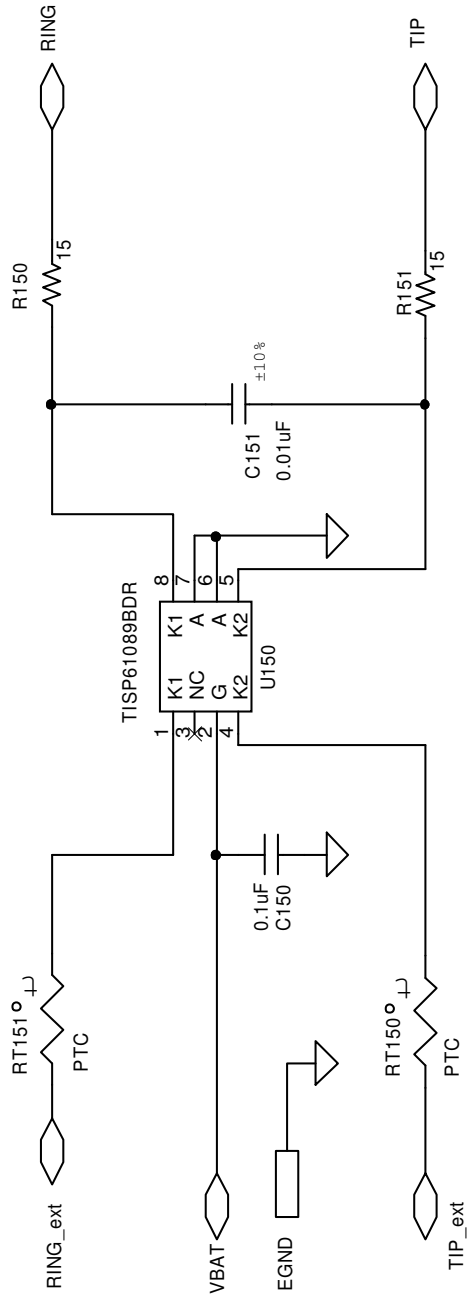 RING_ext
RT151
PTC
R150
15
RING
TISP61089BDR
1
3
2
4
K1
NC
G
K2
K1
A
A
K2
8
7
6
5
U150
VBAT
0.1uF
C150
C151
0.01uF
±10%
EGND
TIP_ext
RT150
PTC
R151
15
TIP